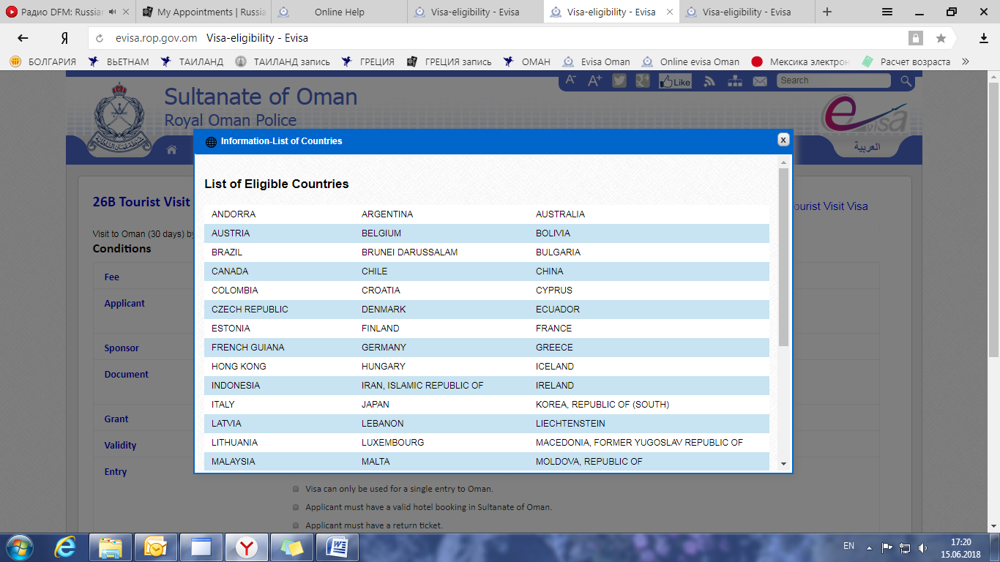 Радио DFM: Russian
My Appointments | Russia
Online Help
Visa-eligibility - Evisa
Visa-eligibility - Evisa
Visa-eligibility - Evisa
evisa.rop.gov.om Visa-eligibility - Evisa
БОЛГАРИЯ ВЬЕТНАМ ТАИЛАНД ТАИЛАНД запись ГРЕЦИЯ ГРЕЦИЯ запись ОМАН Evisa Oman Online evisa Oman Мексика электрон Расчет возраста »
A- A+ Like Search
Sultanate of Oman
Royal Oman Police
evisa
العربية
Information-List of Countries x
List of Eligible Countries
ANDORRA ARGENTINA AUSTRALIA
AUSTRIA BELGIUM BOLIVIA
BRAZIL BRUNEI DARUSSALAM BULGARIA
CANADA CHILE CHINA
COLOMBIA CROATIA CYPRUS
CZECH REPUBLIC DENMARK ECUADOR
ESTONIA FINLAND FRANCE
FRENCH GUIANA GERMANY GREECE
HONG KONG HUNGARY ICELAND
INDONESIA IRAN, ISLAMIC REPUBLIC OF IRELAND
ITALY JAPAN KOREA, REPUBLIC OF (SOUTH)
LATVIA LEBANON LIECHTENSTEIN
LITHUANIA LUXEMBOURG MACEDONIA, FORMER YUGOSLAV REPUBLIC OF
MALAYSIA MALTA MOLDOVA, REPUBLIC OF
26B Tourist Visit
ourist Visit Visa
Visit to Oman (30 days) by
Conditions
Fee
Applicant
Sponsor
Document
Grant
Validity
Entry
Visa can only be used for a single entry to Oman.
Applicant must have a valid hotel booking in Sultanate of Oman.
Applicant must have a return ticket.
EN 17:20
15.06.2018